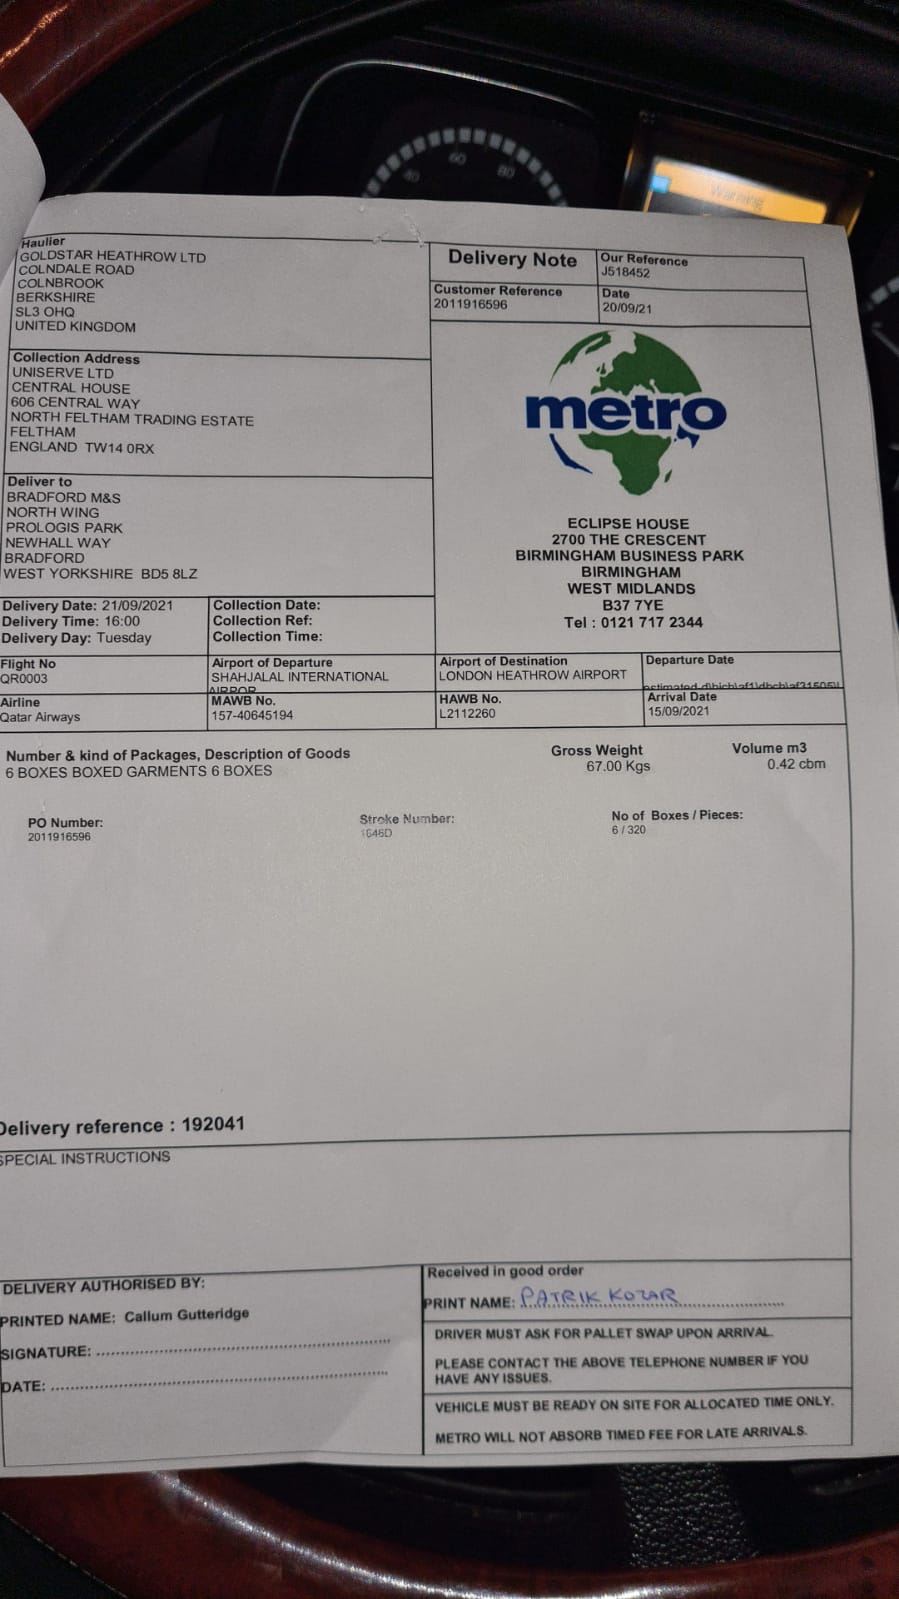 40
60
80
Warning
Haulier
GOLDSTAR HEATHROW LTD
COLNDALE ROAD
COLNBROOK
BERKSHIRE
SL3 OHQ
UNITED KINGDOM
Delivery Note
Our Reference
J518452
Customer Reference
2011916596
Date
20/09/21
Collection Address
UNISERVE LTD
CENTRAL HOUSE
606 CENTRAL WAY
NORTH FELTHAM TRADING ESTATE
FELTHAM
ENGLAND TW14 0RX
metro
Deliver to
BRADFORD M&S
NORTH WING
PROLOGIS PARK
NEWHALL WAY
BRADFORD
WEST YORKSHIRE BD5 8LZ
ECLIPSE HOUSE
2700 THE CRESCENT
BIRMINGHAM BUSINESS PARK
BIRMINGHAM
WEST MIDLANDS
B37 7YE
Tel : 0121 717 2344
Delivery Date: 21/09/2021
Delivery Time: 16:00
Delivery Day: Tuesday
Collection Date:
Collection Ref:
Collection Time:
Flight No
QR0003
Airport of Departure
SHAHJALAL INTERNATIONAL
Airport of Destination
LONDON HEATHROW AIRPORT
Departure Date
Airline
Qatar Airways
MAWB No.
157-40645194
HAWB No.
L2112260
Arrival Date
15/09/2021
Number & kind of Packages, Description of Goods
6 BOXES BOXED GARMENTS 6 BOXES
Gross Weight
67.00 Kgs
Volume m3
0.42 cbm
PO Number:
2011916596
Stroke Number:
1646D
No of Boxes / Pieces:
6 / 320
Delivery reference : 192041
SPECIAL INSTRUCTIONS
DELIVERY AUTHORISED BY:
PRINTED NAME: Callum Gutteridge
SIGNATURE:
DATE:
Received in good order
PRINT NAME: PATRIK KOZAR
DRIVER MUST ASK FOR PALLET SWAP UPON ARRIVAL.
PLEASE CONTACT THE ABOVE TELEPHONE NUMBER IF YOU
HAVE ANY ISSUES.
VEHICLE MUST BE READY ON SITE FOR ALLOCATED TIME ONLY.
METRO WILL NOT ABSORB TIMED FEE FOR LATE ARRIVALS.